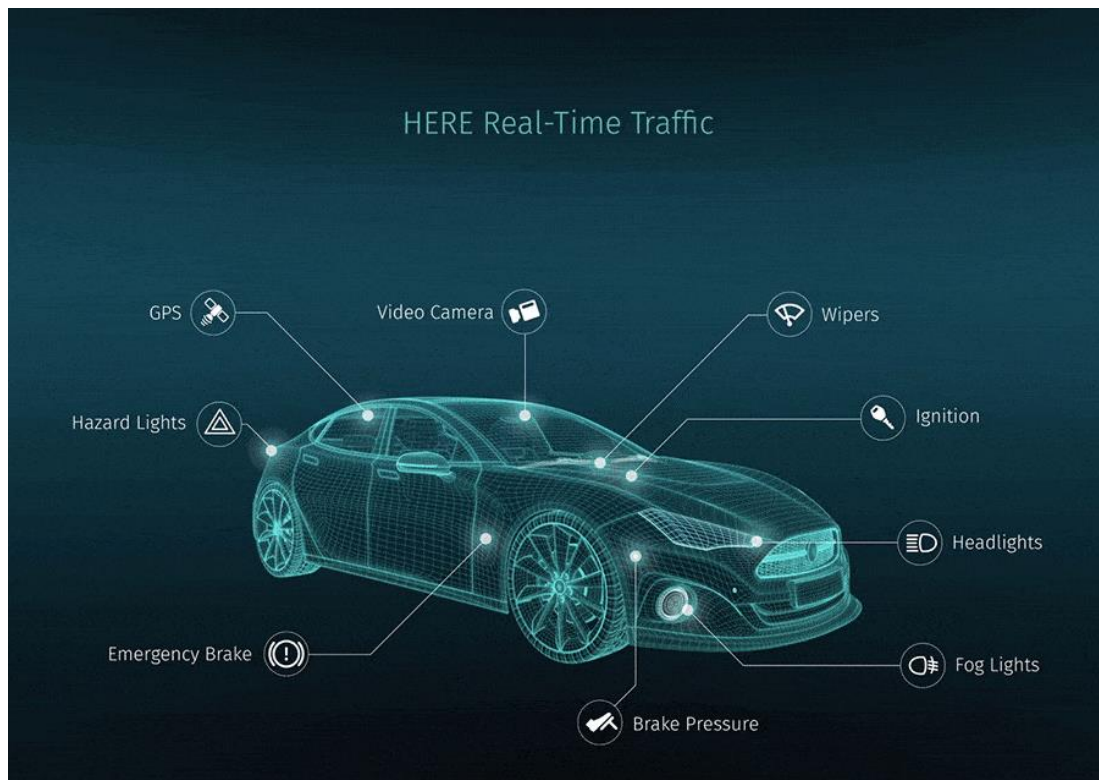 HERE Real-Time Traffic
GPS
Video Camera
Wipers
Hazard Lights
Ignition
Headlights
Emergency Brake
Fog Lights
Brake Pressure